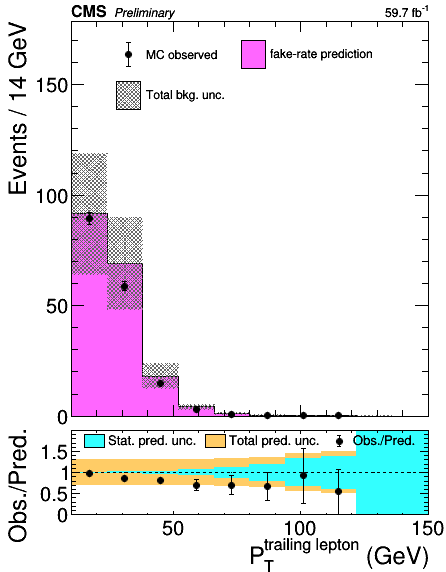 CMS Preliminary 59.7 fb⁻¹
MC observed fake-rate prediction
Total bkg. unc.
Events / 14 GeV
150
100
50
0
Stat. pred. unc. Total pred. unc. Obs./Pred.
Obs./Pred.
1.5
1
0.5
0
50 100 150
P_T^trailing lepton (GeV)